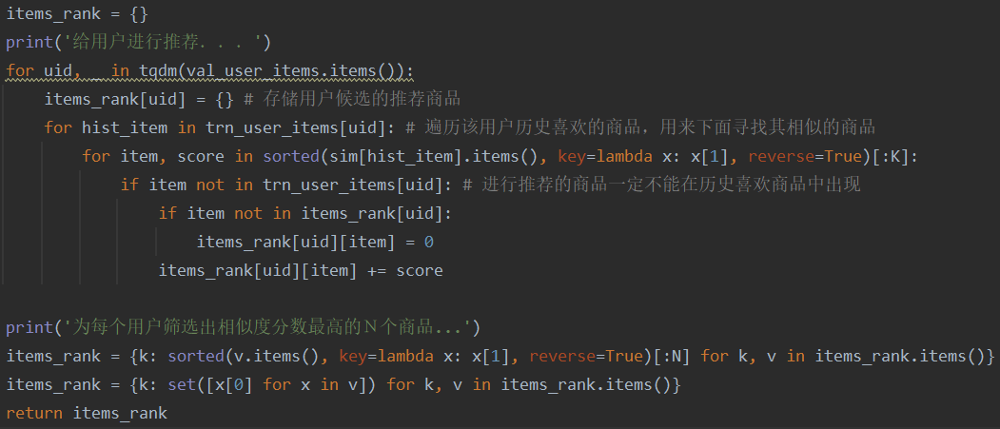 items_rank = {}
print('给用户进行推荐．．． ')
for uid, _ in tqdm(val_user_items.items()):
    items_rank[uid] = {} # 存储用户候选的推荐商品
    for hist_item in trn_user_items[uid]: # 遍历该用户历史喜欢的商品，用来下面寻找其相似的商品
        for item, score in sorted(sim[hist_item].items(), key=lambda x: x[1], reverse=True)[:K]:
            if item not in trn_user_items[uid]: # 进行推荐的商品一定不能在历史喜欢商品中出现
                if item not in items_rank[uid]:
                    items_rank[uid][item] = 0
                items_rank[uid][item] += score
print('为每个用户筛选出相似度分数最高的Ｎ个商品...')
items_rank = {k: sorted(v.items(), key=lambda x: x[1], reverse=True)[:N] for k, v in items_rank.items()}
items_rank = {k: set([x[0] for x in v]) for k, v in items_rank.items()}
return items_rank